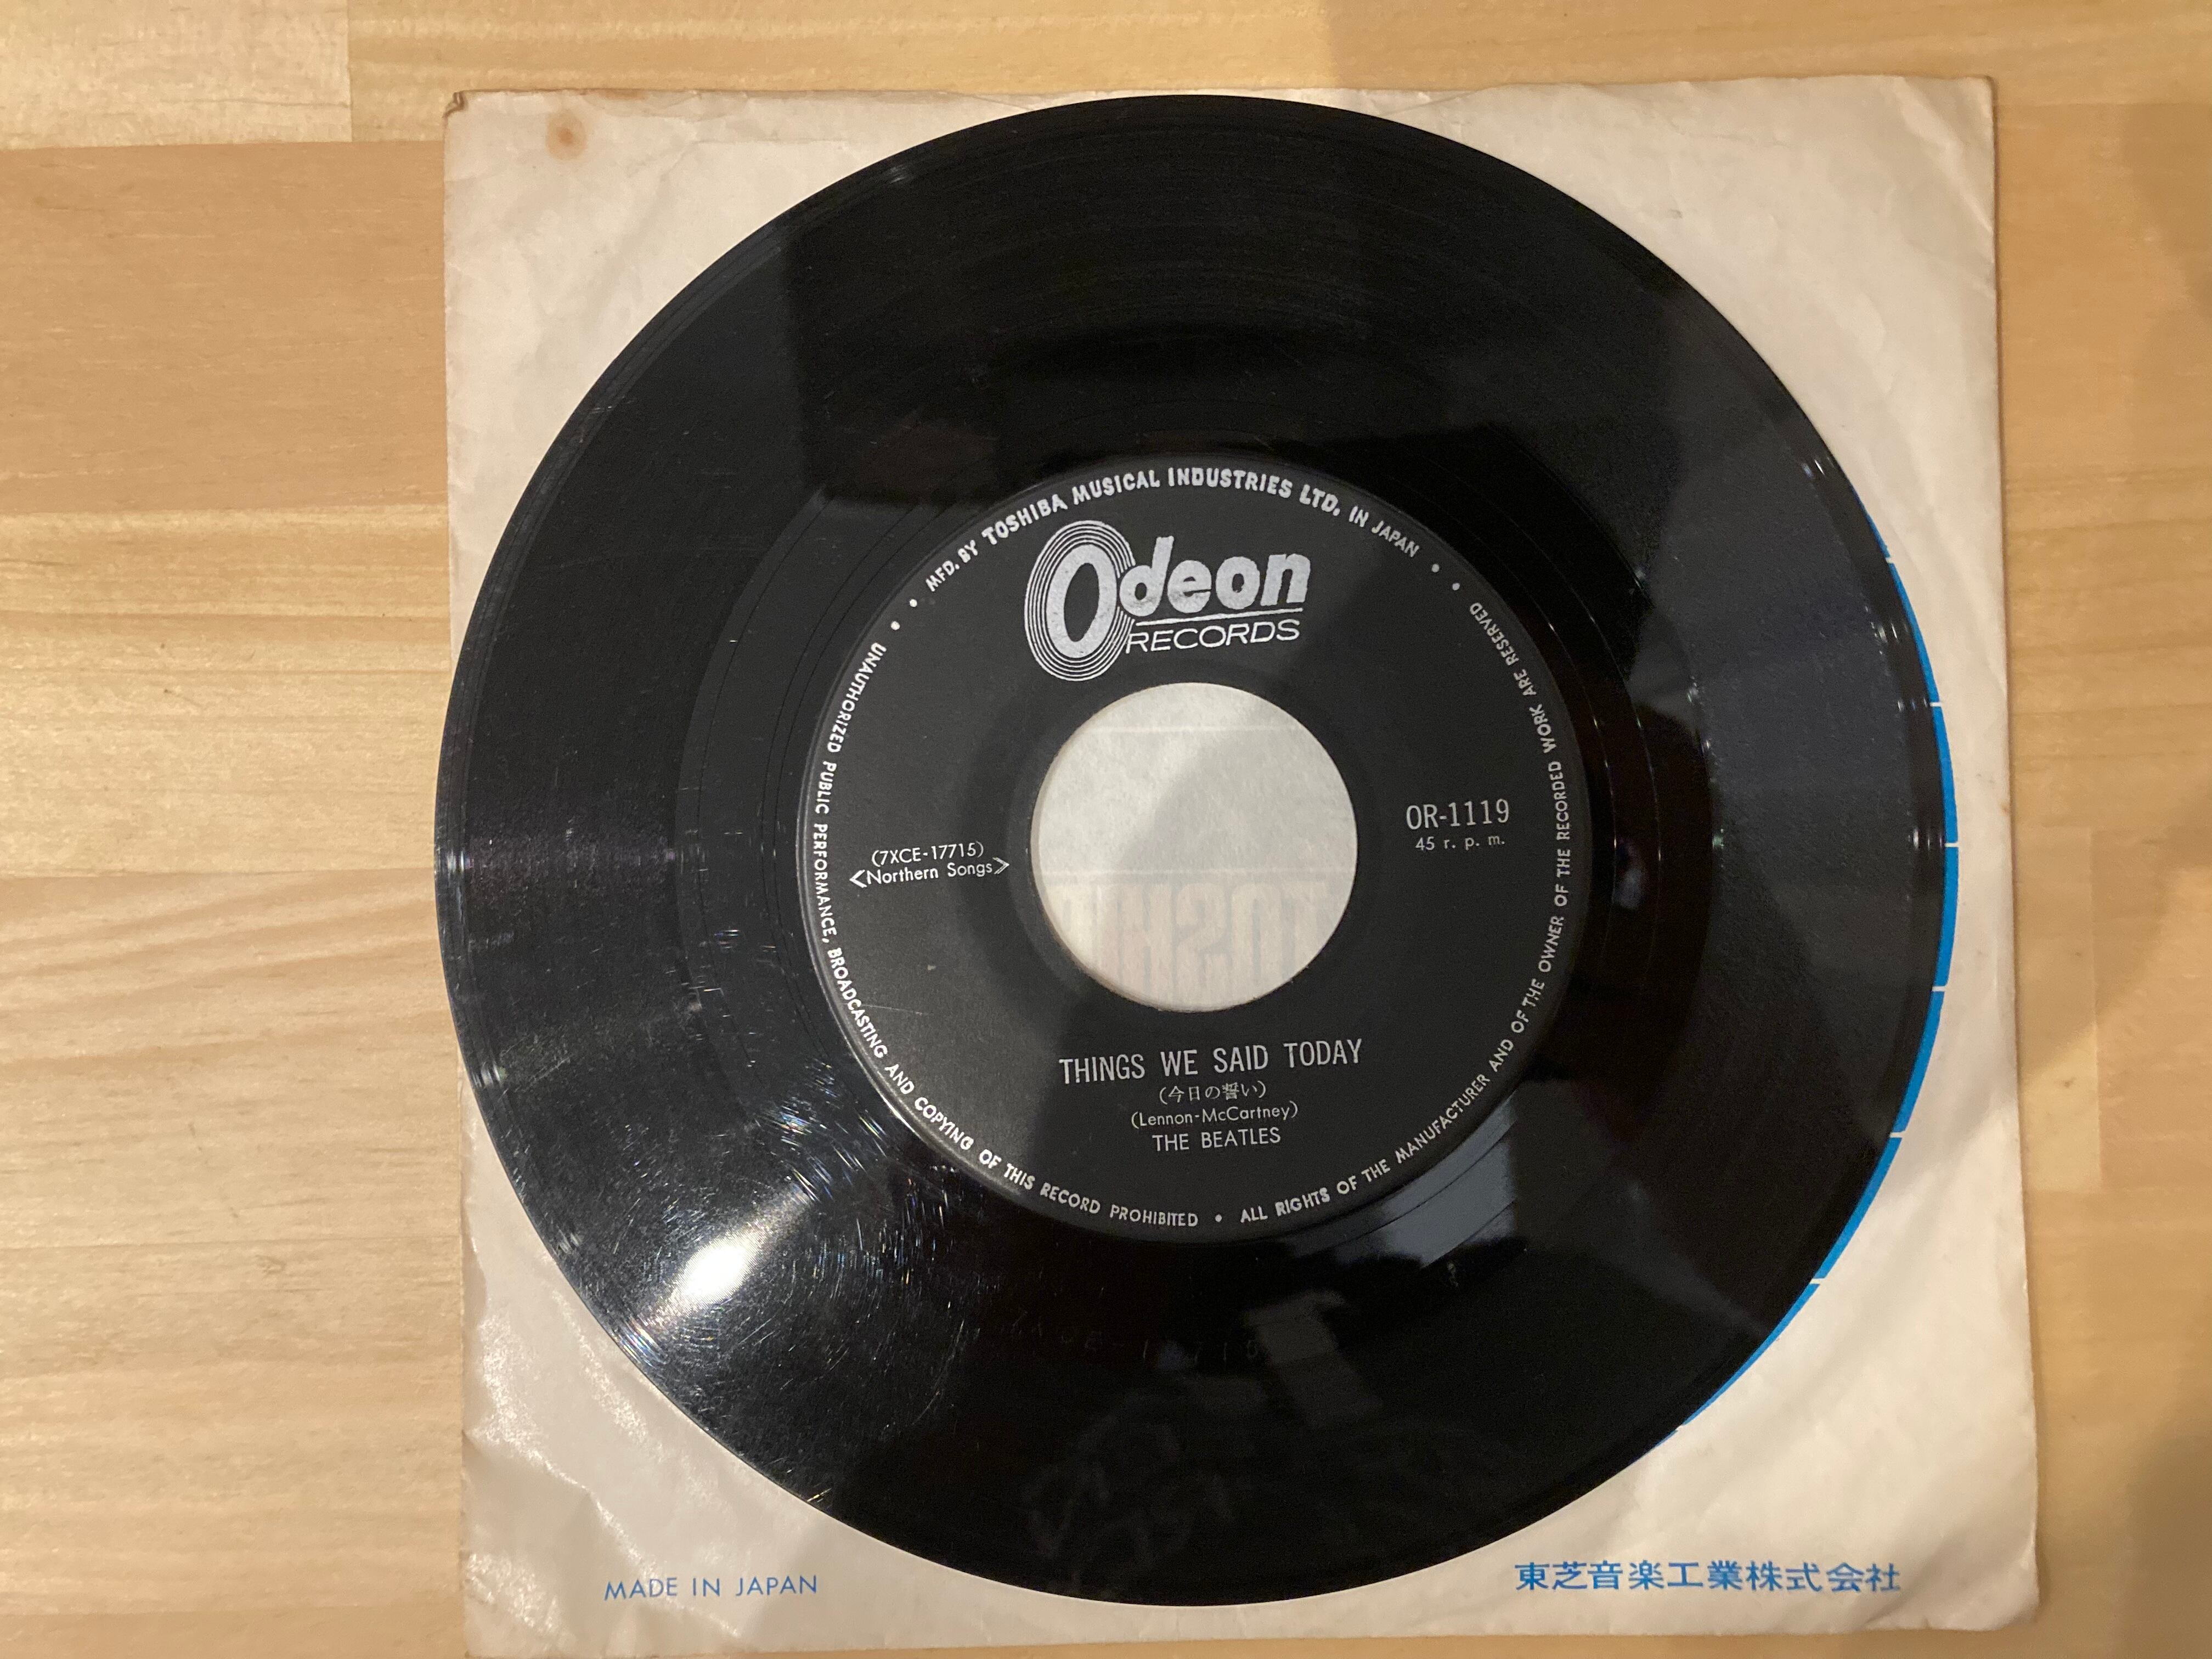 MFD. BY TOSHIBA MUSICAL INDUSTRIES LTD. IN JAPAN
Odeon
RECORDS
OR-1119
45 r. p. m.
(7XCE-17715)
<Northern Songs>
THINGS WE SAID TODAY
(今日の誓い)
(Lennon-McCartney)
THE BEATLES
UNAUTHORIZED PUBLIC PERFORMANCE, BROADCASTING AND COPYING OF THIS RECORD PROHIBITED • ALL RIGHTS OF THE MANUFACTURER AND OF THE OWNER OF THE RECORDED WORK ARE RESERVED
MADE IN JAPAN
東芝音楽工業株式会社